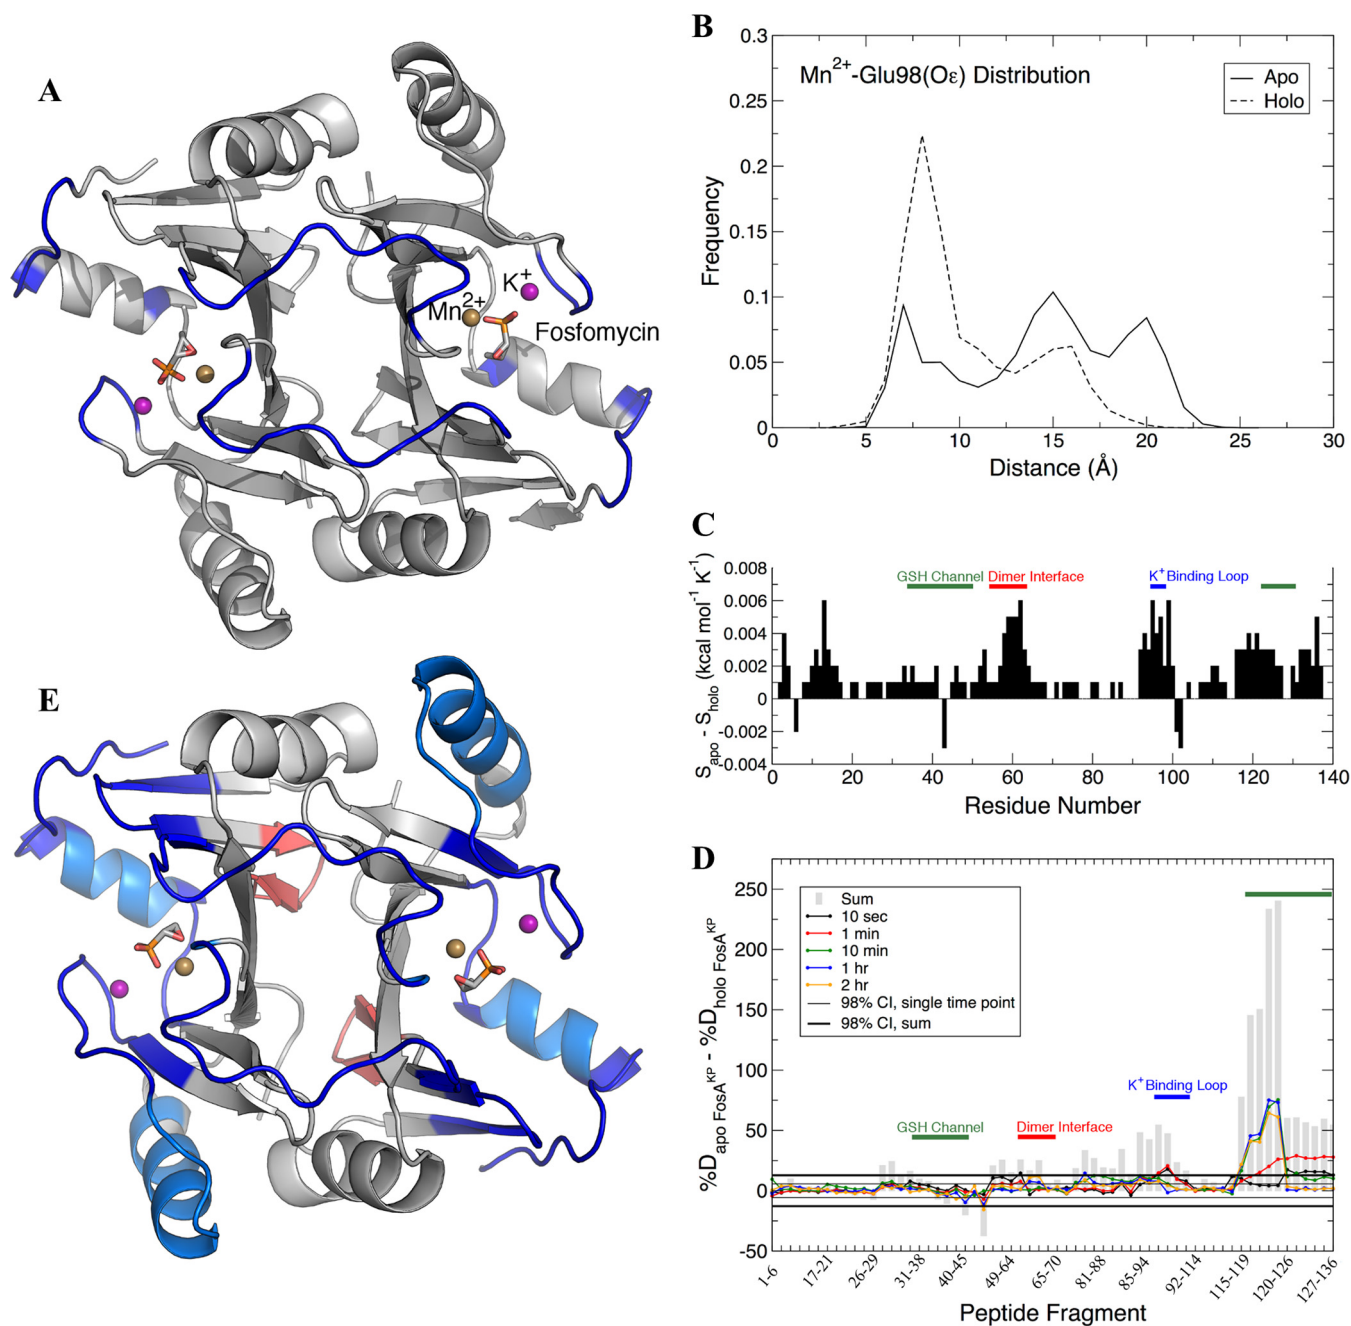 A
K+
Mn2+
Fosfomycin
B
Mn2+-Glu98(Oε) Distribution
Apo
Holo
0.3
0.25
0.2
0.15
0.1
0.05
0
Frequency
0 5 10 15 20 25 30
Distance (Å)
C
GSH Channel Dimer Interface K+Binding Loop
0.008
0.006
0.004
0.002
0
-0.002
-0.004
Sapo - Sholo (kcal mol-1 K-1)
0 20 40 60 80 100 120 140
Residue Number
E
D
Sum
10 sec
1 min
10 min
1 hr
2 hr
98% CI, single time point
98% CI, sum
K+Binding Loop
GSH Channel Dimer Interface
250
200
150
100
50
0
-50
%Dapo FosAKP - %Dholo FosAKP
1-6 17-21 26-29 31-38 40-45 49-64 65-70 81-88 85-94 92-114 115-119 120-126 127-136
Peptide Fragment